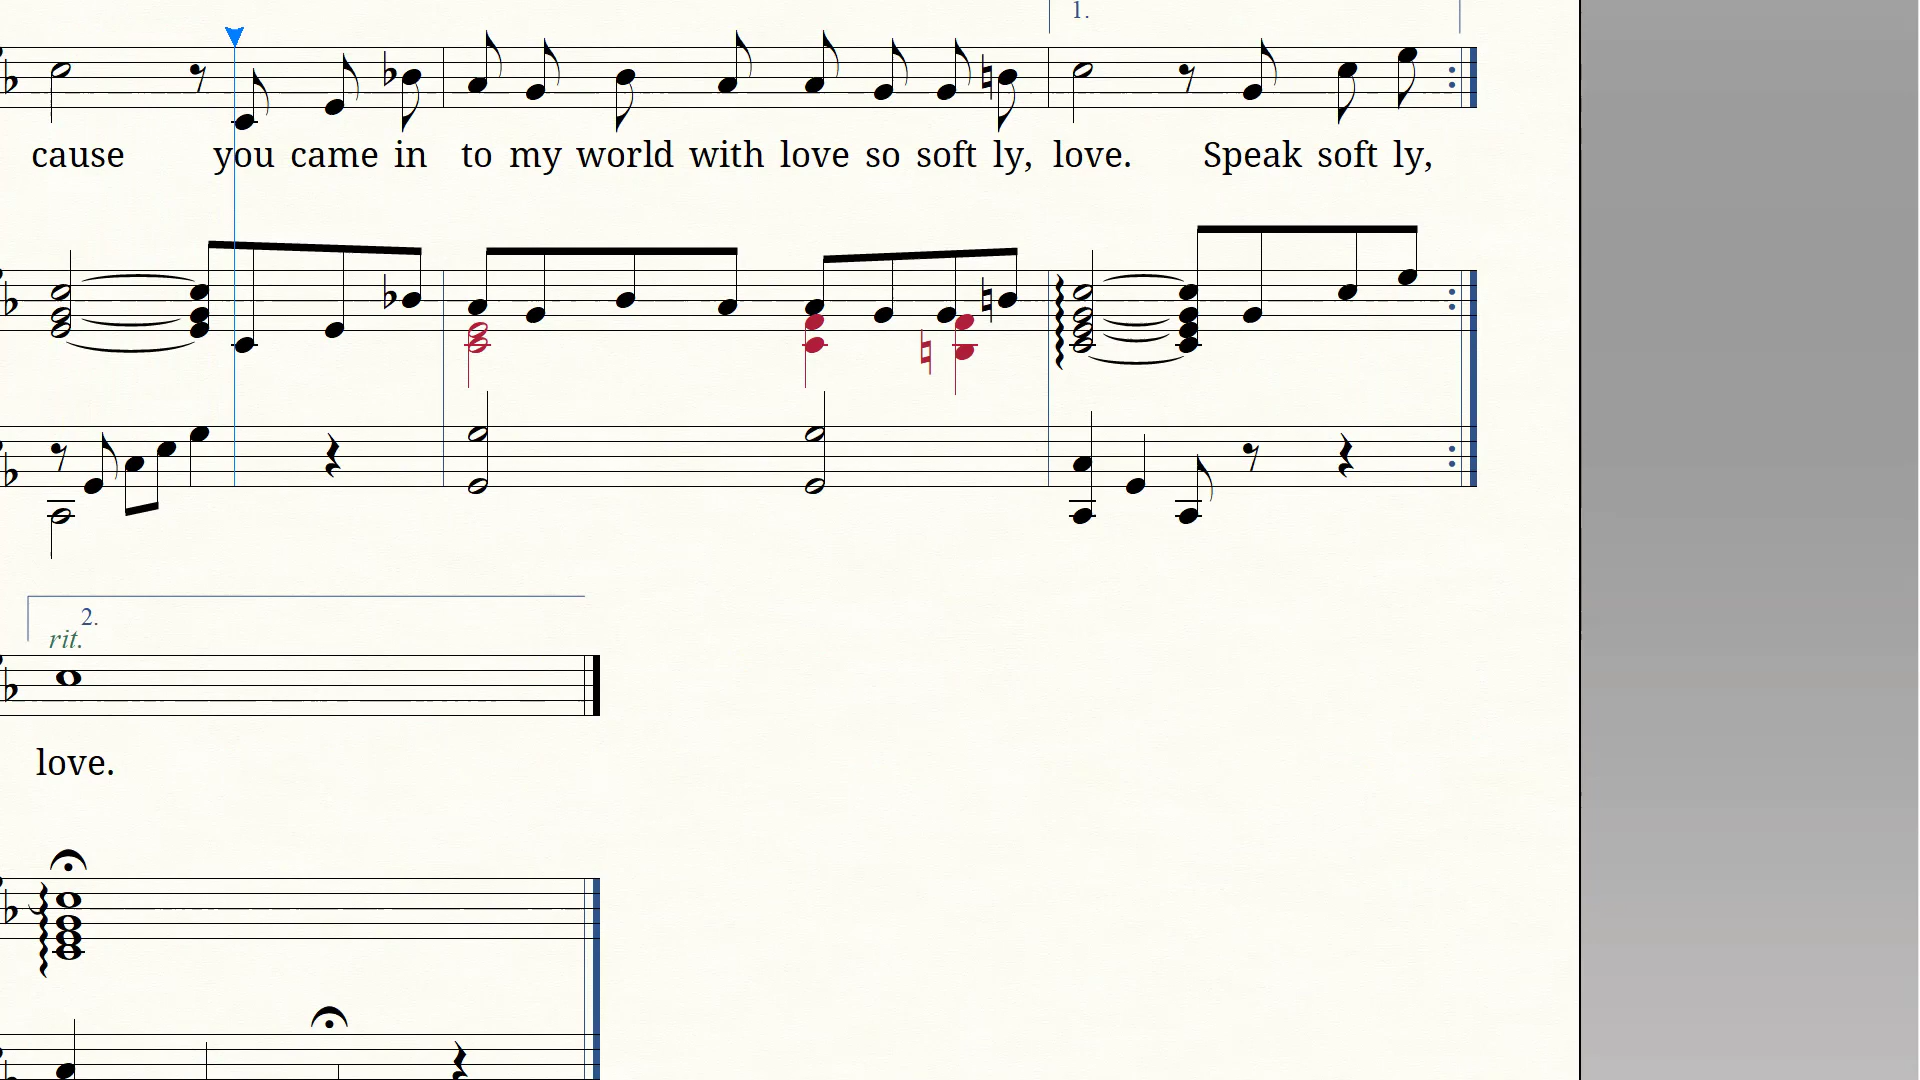 1.
cause you came in to my world with love so soft ly, love. Speak soft ly,
2.
rit.
love.